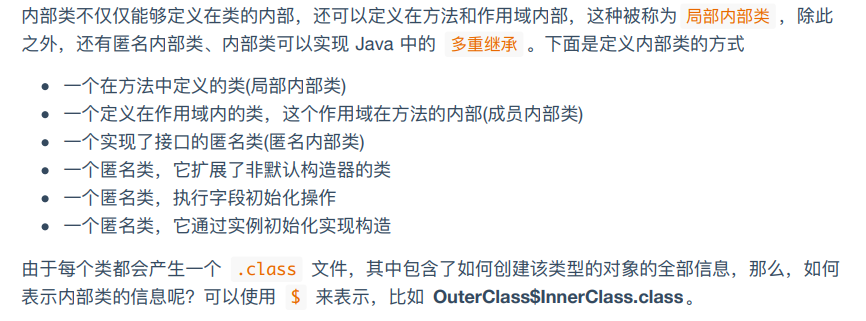 内部类不仅仅能够定义在类的内部，还可以定义在方法和作用域内部，这种被称为 局部内部类 ，除此
之外，还有匿名内部类、内部类可以实现 Java 中的 多重继承 。下面是定义内部类的方式
• 一个在方法中定义的类(局部内部类)
• 一个定义在作用域内的类，这个作用域在方法的内部(成员内部类)
• 一个实现了接口的匿名类(匿名内部类)
• 一个匿名类，它扩展了非默认构造器的类
• 一个匿名类，执行字段初始化操作
• 一个匿名类，它通过实例初始化实现构造
由于每个类都会产生一个 .class 文件，其中包含了如何创建该类型的对象的全部信息，那么，如何
表示内部类的信息呢？可以使用 $ 来表示，比如 OuterClass$InnerClass.class。